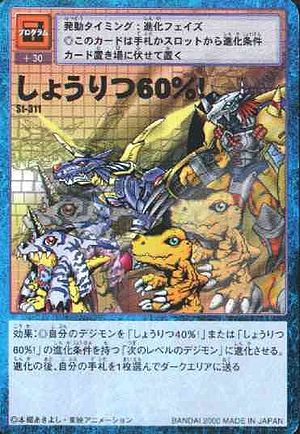 プログラム
+30
発動タイミング：進化フェイズ
◎このカードは手札かスロットから進化条件
カード置き場に伏せて置く
しょうりつ60%!
St-311
効果：◎自分のデジモンを「しょうりつ40%!」または「しょうりつ
60%!」の進化条件を持つ「次のレベルのデジモン」に進化させる。
進化の後、自分の手札を1枚選んでダークエリアに送る
©本郷あきよし・東映アニメーション
BANDAI 2000 MADE IN JAPAN